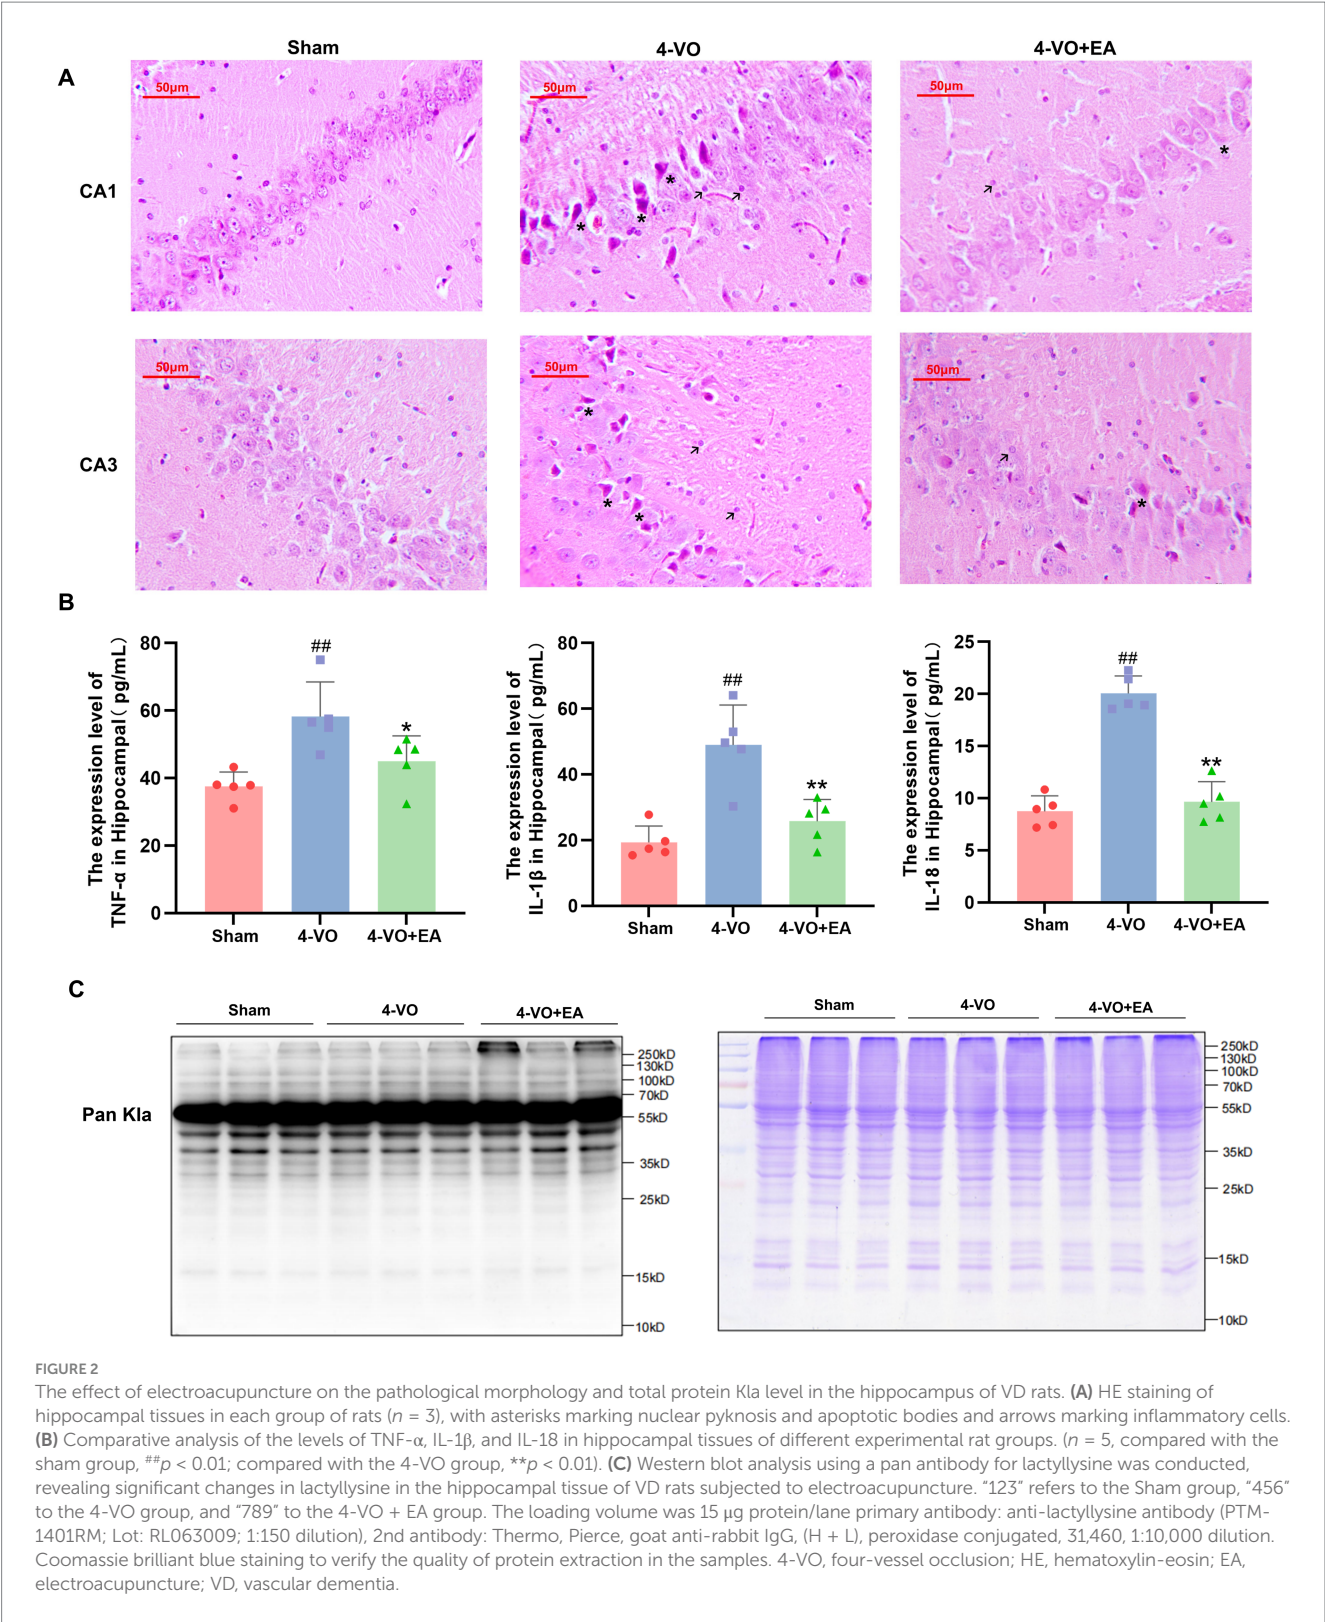 Sham
4-VO
4-VO+EA
A
50μm
50μm
50μm
CA1
50μm
50μm
50μm
CA3
*
*
*
*
*
*
*
*
B
The expression level of
TNF-α in Hippocampal( pg/mL)
80
60
40
20
0
##
*
Sham
4-VO
4-VO+EA
The expression level of
IL-1β in Hippocampal( pg/mL)
80
60
40
20
0
##
**
Sham
4-VO
4-VO+EA
The expression level of
IL-18 in Hippocampal( pg/mL)
25
20
15
10
5
0
##
**
Sham
4-VO
4-VO+EA
C
Sham
4-VO
4-VO+EA
Pan Kla
250kD
130kD
100kD
70kD
55kD
35kD
25kD
15kD
10kD
Sham
4-VO
4-VO+EA
250kD
130kD
100kD
70kD
55kD
35kD
25kD
15kD
10kD
FIGURE 2
The effect of electroacupuncture on the pathological morphology and total protein Kla level in the hippocampus of VD rats. (A) HE staining of
hippocampal tissues in each group of rats (n = 3), with asterisks marking nuclear pyknosis and apoptotic bodies and arrows marking inflammatory cells.
(B) Comparative analysis of the levels of TNF-α, IL-1β, and IL-18 in hippocampal tissues of different experimental rat groups. (n = 5, compared with the
sham group, ##p < 0.01; compared with the 4-VO group, **p < 0.01). (C) Western blot analysis using a pan antibody for lactyllysine was conducted,
revealing significant changes in lactyllysine in the hippocampal tissue of VD rats subjected to electroacupuncture. "123" refers to the Sham group, "456"
to the 4-VO group, and "789" to the 4-VO + EA group. The loading volume was 15 μg protein/lane primary antibody: anti-lactyllysine antibody (PTM-
1401RM; Lot: RL063009; 1:150 dilution), 2nd antibody: Thermo, Pierce, goat anti-rabbit IgG, (H + L), peroxidase conjugated, 31,460, 1:10,000 dilution.
Coomassie brilliant blue staining to verify the quality of protein extraction in the samples. 4-VO, four-vessel occlusion; HE, hematoxylin-eosin; EA,
electroacupuncture; VD, vascular dementia.